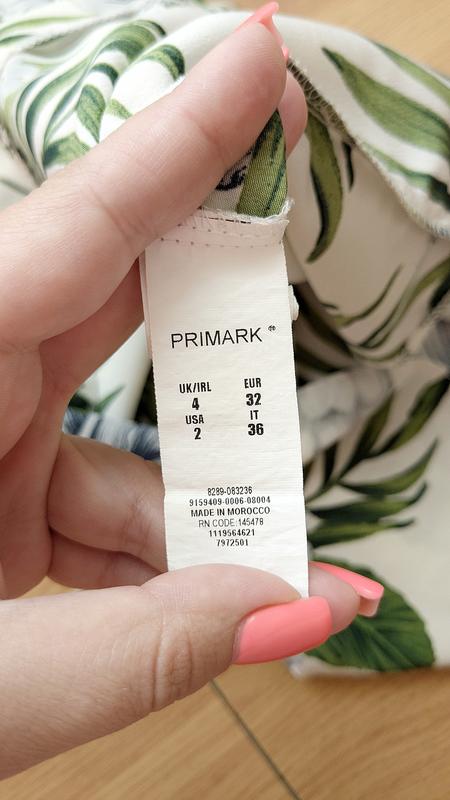 PRIMARK ®
UK/IRL EUR
4 32
USA IT
2 36
8289-083236
9159409-0006-08004
MADE IN MOROCCO
RN CODE:145478
1119564621
7972501